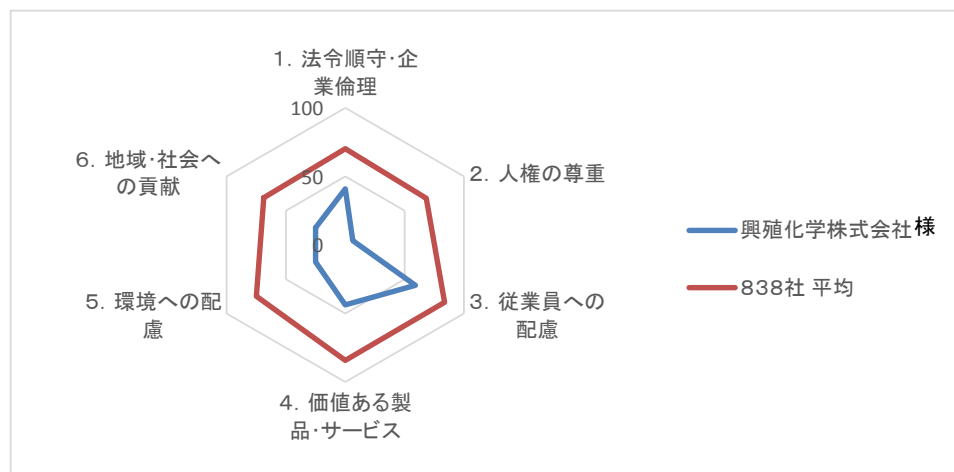 1. 法令順守・企
業倫理
100
6. 地域・社会へ
の貢献
50
2. 人権の尊重
興殖化学株式会社様
0
838社 平均
5. 環境への配
慮
3. 従業員への
配慮
4. 価値ある製
品・サービス